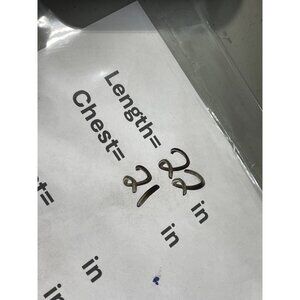 Length= 22 in
Chest= 21 in
t= in
in